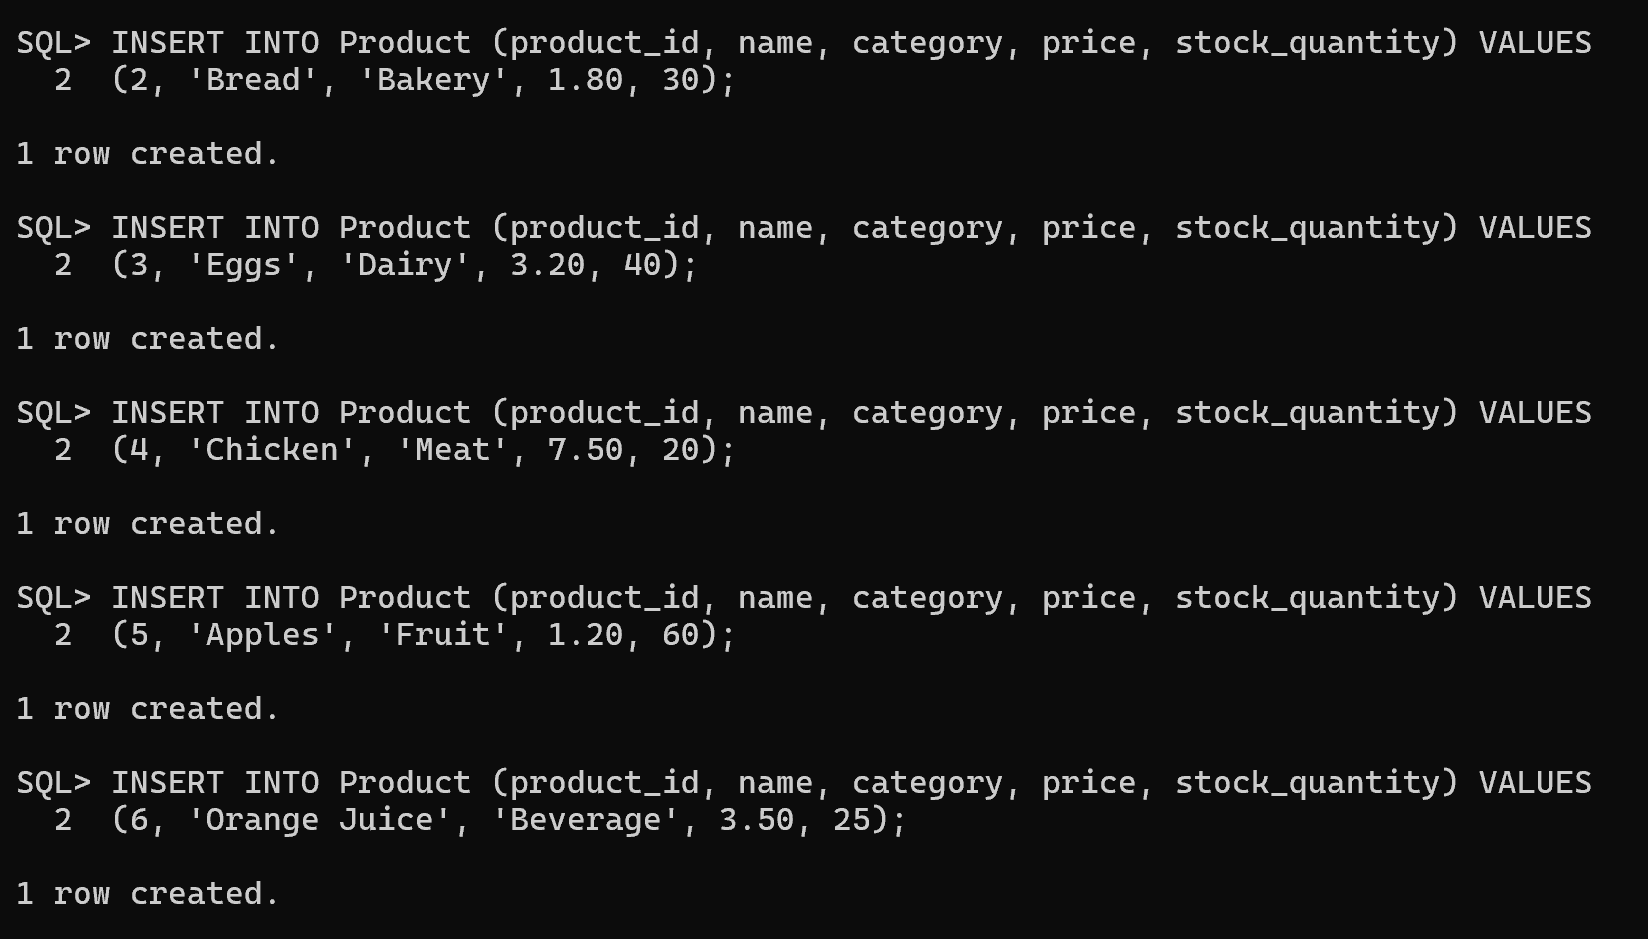 SQL> INSERT INTO Product (product_id, name, category, price, stock_quantity) VALUES
  2  (2, 'Bread', 'Bakery', 1.80, 30);
1 row created.
SQL> INSERT INTO Product (product_id, name, category, price, stock_quantity) VALUES
  2  (3, 'Eggs', 'Dairy', 3.20, 40);
1 row created.
SQL> INSERT INTO Product (product_id, name, category, price, stock_quantity) VALUES
  2  (4, 'Chicken', 'Meat', 7.50, 20);
1 row created.
SQL> INSERT INTO Product (product_id, name, category, price, stock_quantity) VALUES
  2  (5, 'Apples', 'Fruit', 1.20, 60);
1 row created.
SQL> INSERT INTO Product (product_id, name, category, price, stock_quantity) VALUES
  2  (6, 'Orange Juice', 'Beverage', 3.50, 25);
1 row created.